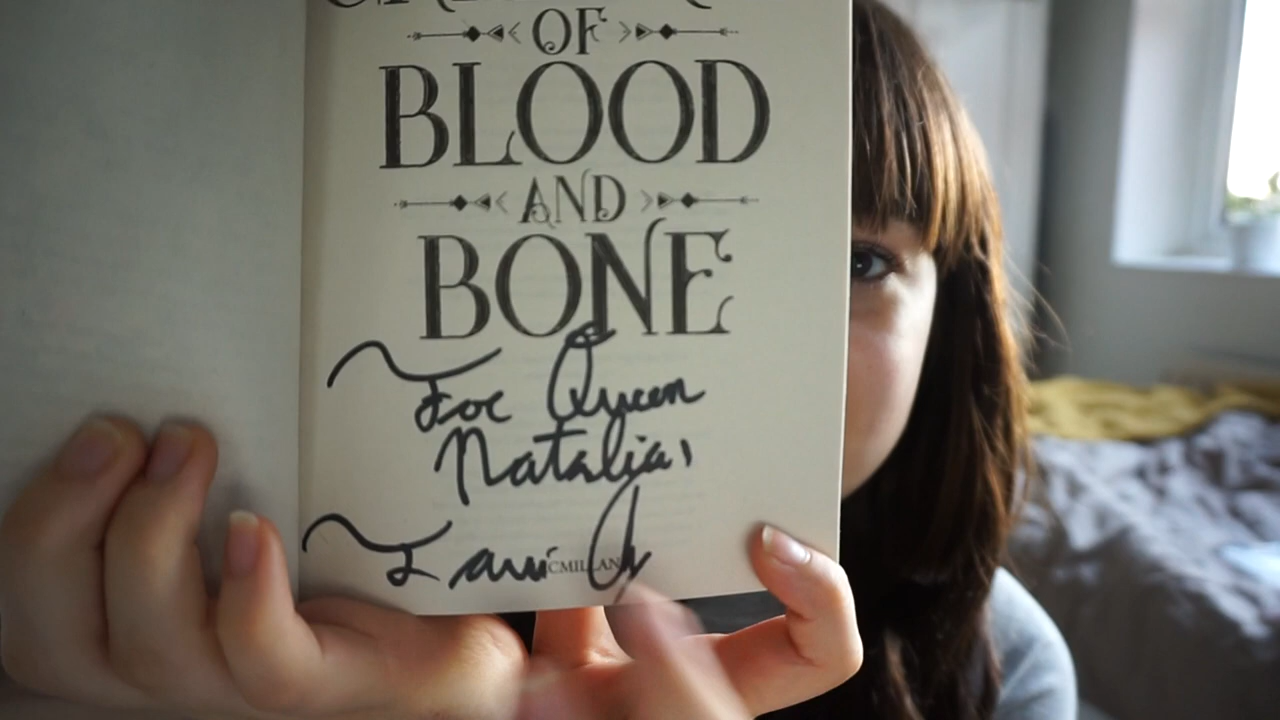 OF
BLOOD
AND
BONE
For Queen
Natalia,